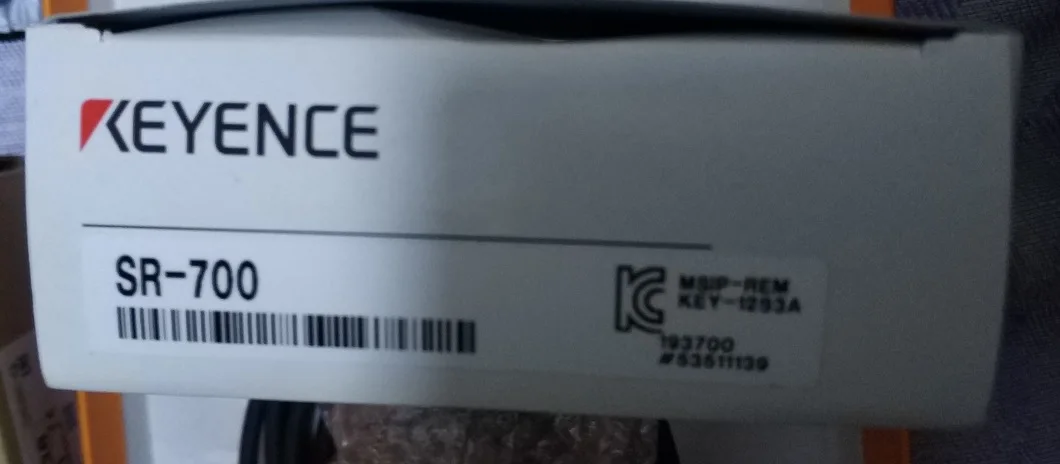 KEYENCE
SR-700
MSIP-REM
KEY-1293A
193700
#53511139